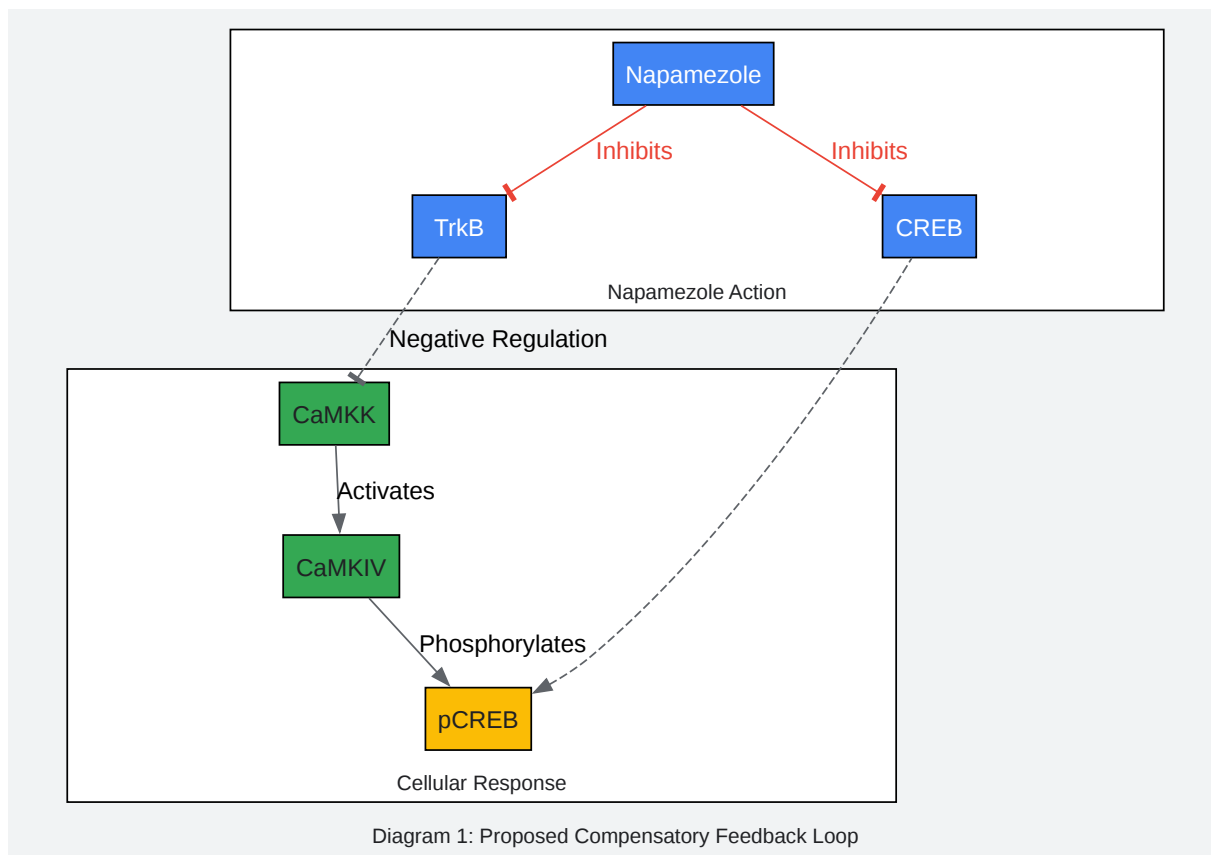 Napamezole
Inhibits
Inhibits
TrkB
CREB
Napamezole Action
Negative Regulation
CaMKK
Activates
CaMKIV
Phosphorylates
pCREB
Cellular Response
Diagram 1: Proposed Compensatory Feedback Loop